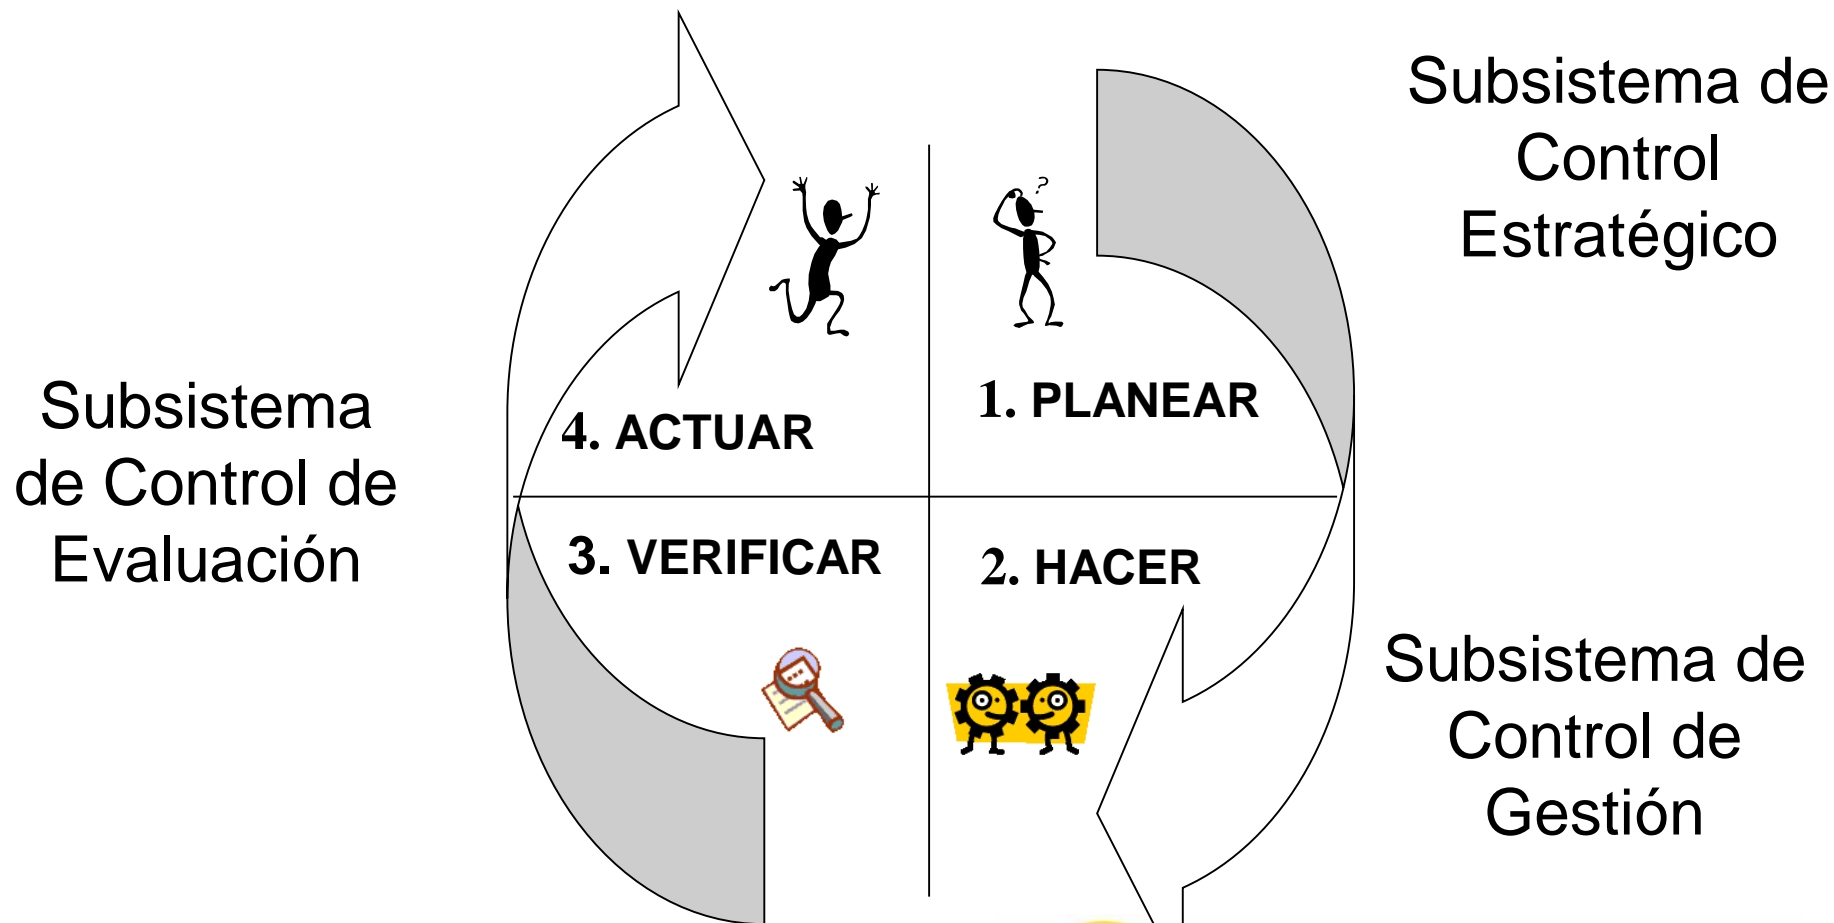 Subsistema de
Control
Estratégico
1. PLANEAR
4. ACTUAR
Subsistema
de Control de
Evaluación
3. VERIFICAR
2. HACER
Subsistema de
Control de
Gestión
?